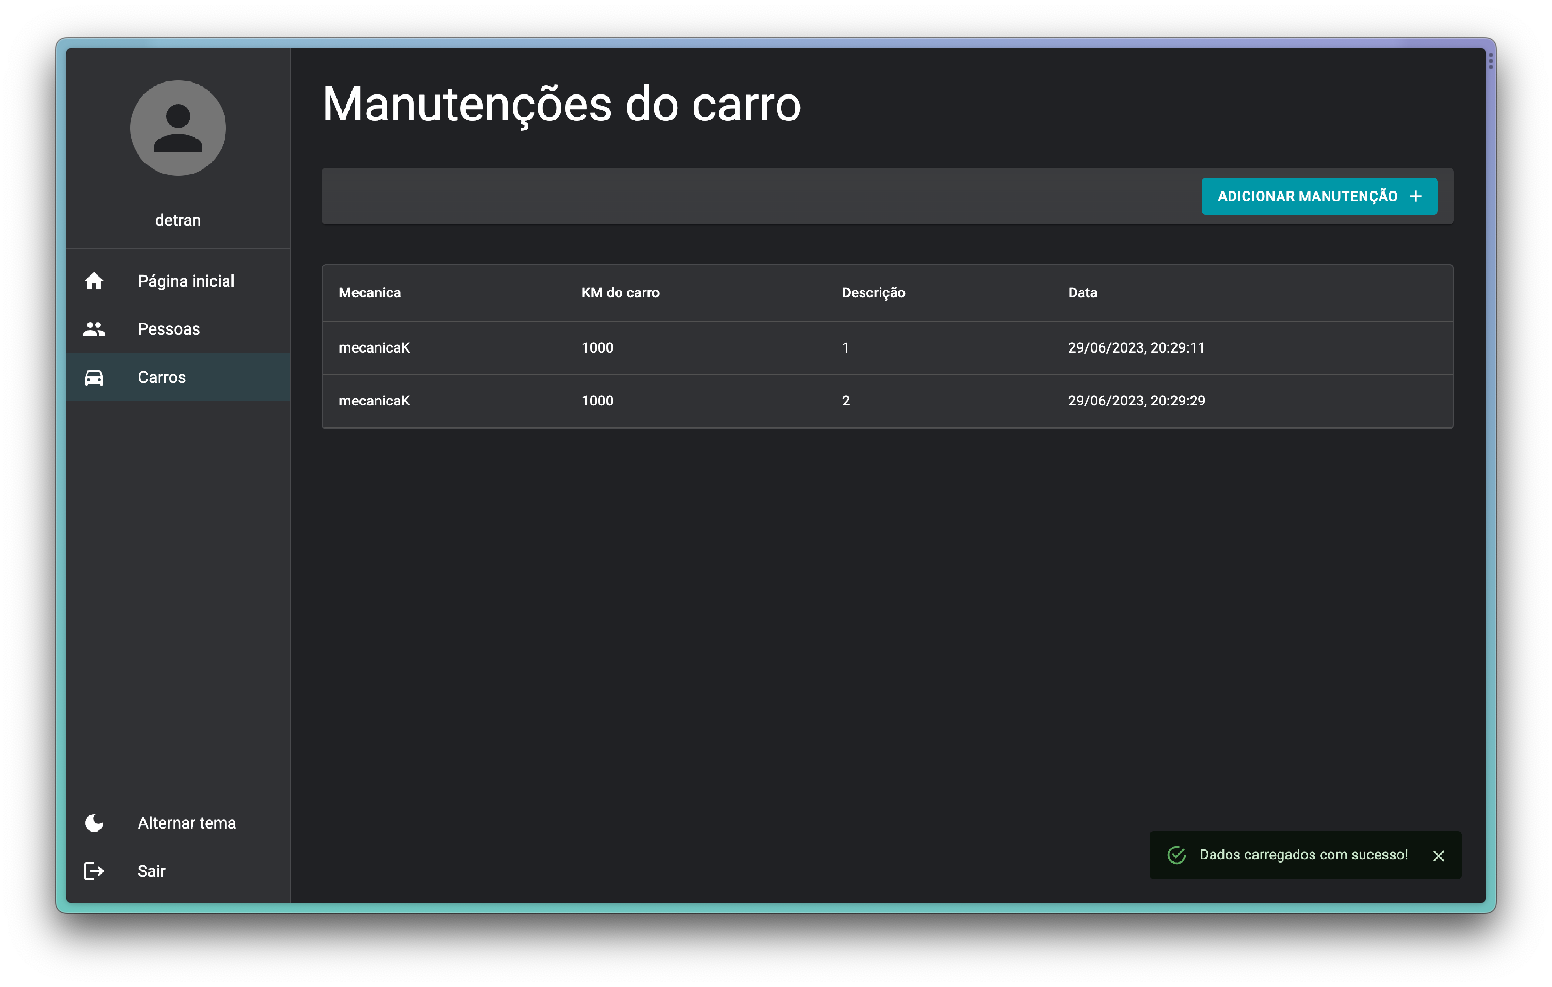 detran
Página inicial
Pessoas
Carros
Alternar tema
Sair
Manutenções do carro
ADICIONAR MANUTENÇÃO
Mecanica KM do carro Descrição Data
mecanicaK 1000 1 29/06/2023, 20:29:11
mecanicaK 1000 2 29/06/2023, 20:29:29
Dados carregados com sucesso!